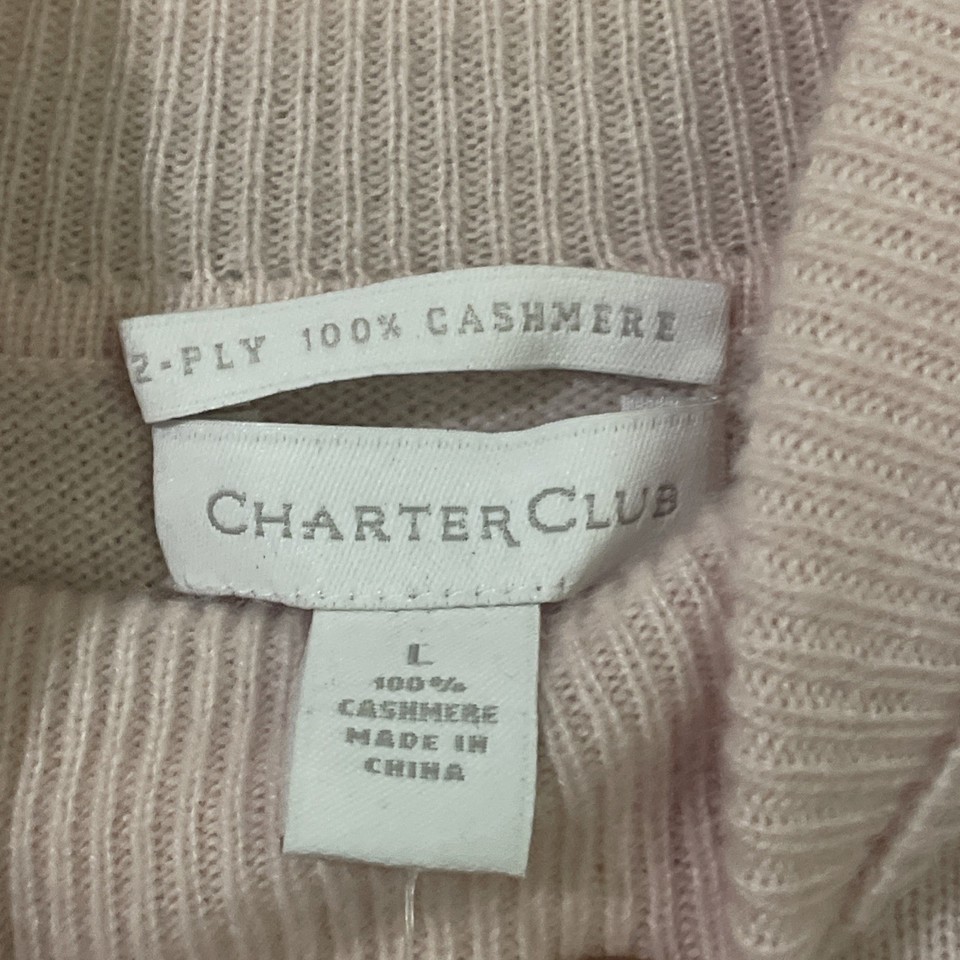 2-PLY 100% CASHMERE
CHARTER CLUB
L
100%
CASHMERE
MADE IN
CHINA